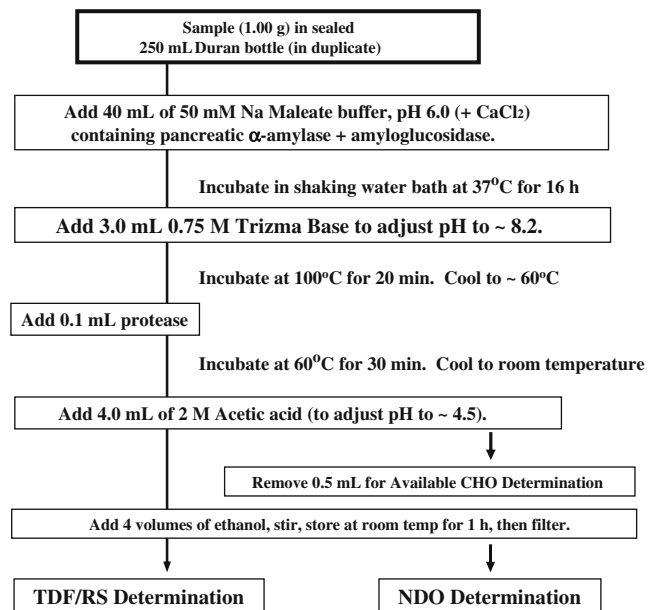 Sample (1.00 g) in sealed
250 mL Duran bottle (in duplicate)
Add 40 mL of 50 mM Na Maleate buffer, pH 6.0 (+ CaCl₂)
containing pancreatic α-amylase + amyloglucosidase.
Incubate in shaking water bath at 37°C for 16 h
Add 3.0 mL 0.75 M Trizma Base to adjust pH to ~ 8.2.
Incubate at 100°C for 20 min. Cool to ~ 60°C
Add 0.1 mL protease
Incubate at 60°C for 30 min. Cool to room temperature
Add 4.0 mL of 2 M Acetic acid (to adjust pH to ~ 4.5).
Remove 0.5 mL for Available CHO Determination
Add 4 volumes of ethanol, stir, store at room temp for 1 h, then filter.
TDF/RS Determination
NDO Determination